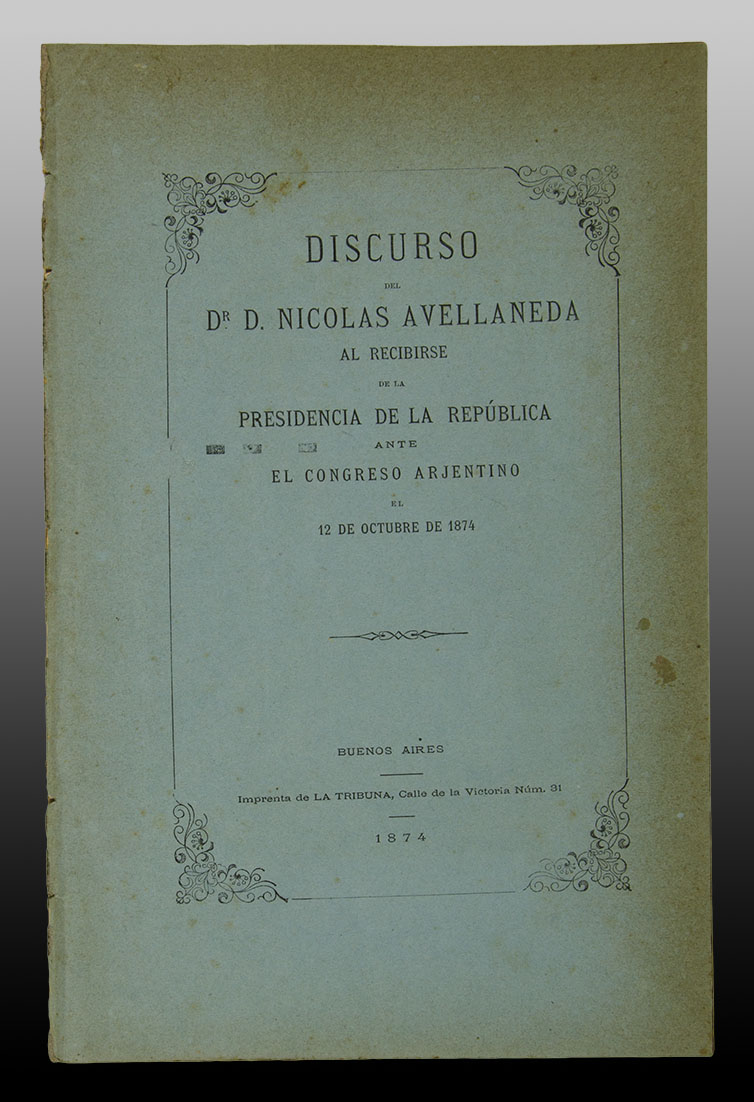 DISCURSO
DEL
DR D. NICOLAS AVELLANEDA
AL RECIBIRSE
DE LA
PRESIDENCIA DE LA REPÚBLICA
ANTE
EL CONGRESO ARJENTINO
EL
12 DE OCTUBRE DE 1874
BUENOS AIRES
Imprenta de LA TRIBUNA, Calle de la Victoria Núm. 31
1874